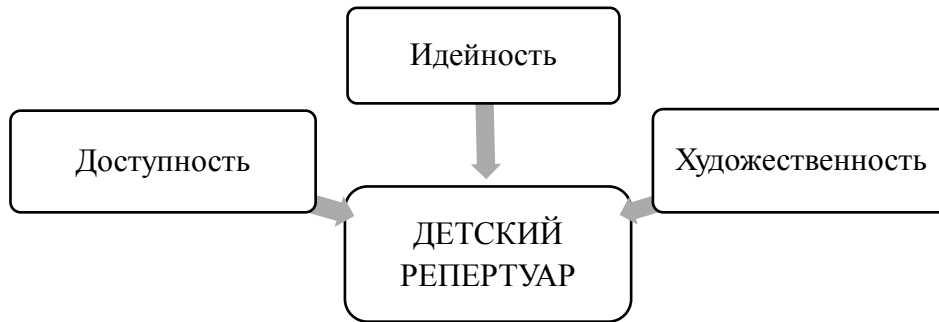 Идейность
Доступность
Художественность
ДЕТСКИЙ
РЕПЕРТУАР